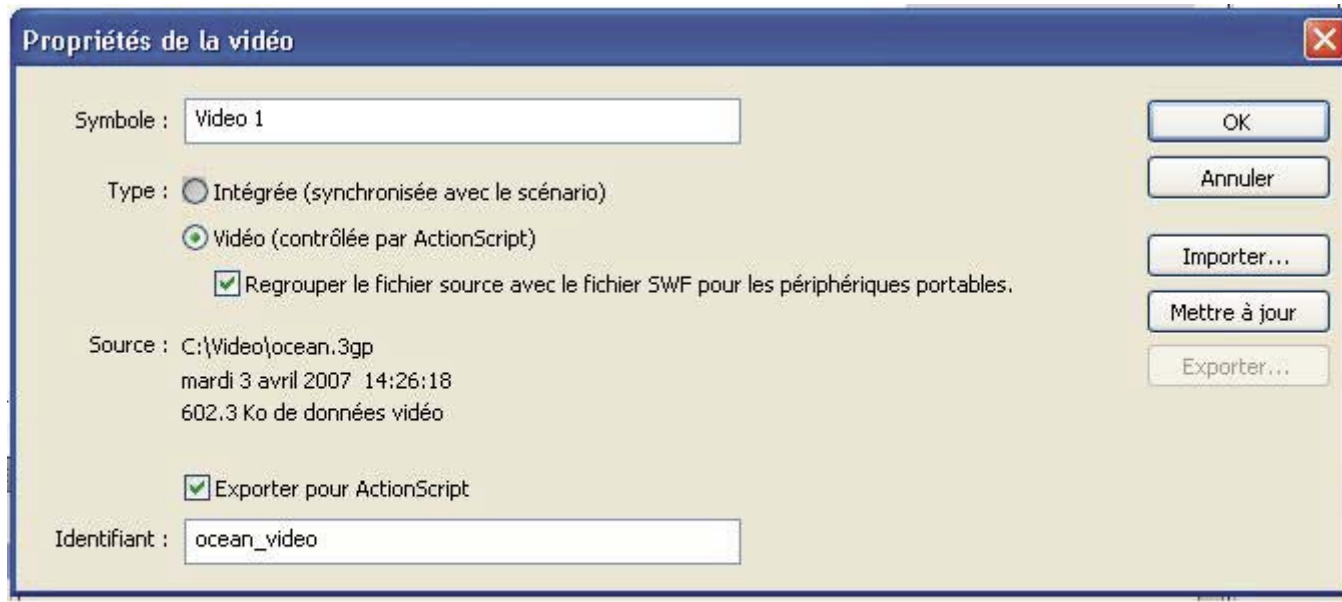 Propriétés de la vidéo
Symbole : Video 1
OK
Annuler
Type : Intégrée (synchronisée avec le scénario)
Vidéo (contrôlée par ActionScript)
Importer...
Regrouper le fichier source avec le fichier SWF pour les périphériques portables.
Mettre à jour
Source : C:\Video\ocean.3gp
Exporter...
mardi 3 avril 2007 14:26:18
602.3 Ko de données vidéo
Exporter pour ActionScript
Identifiant : ocean_video